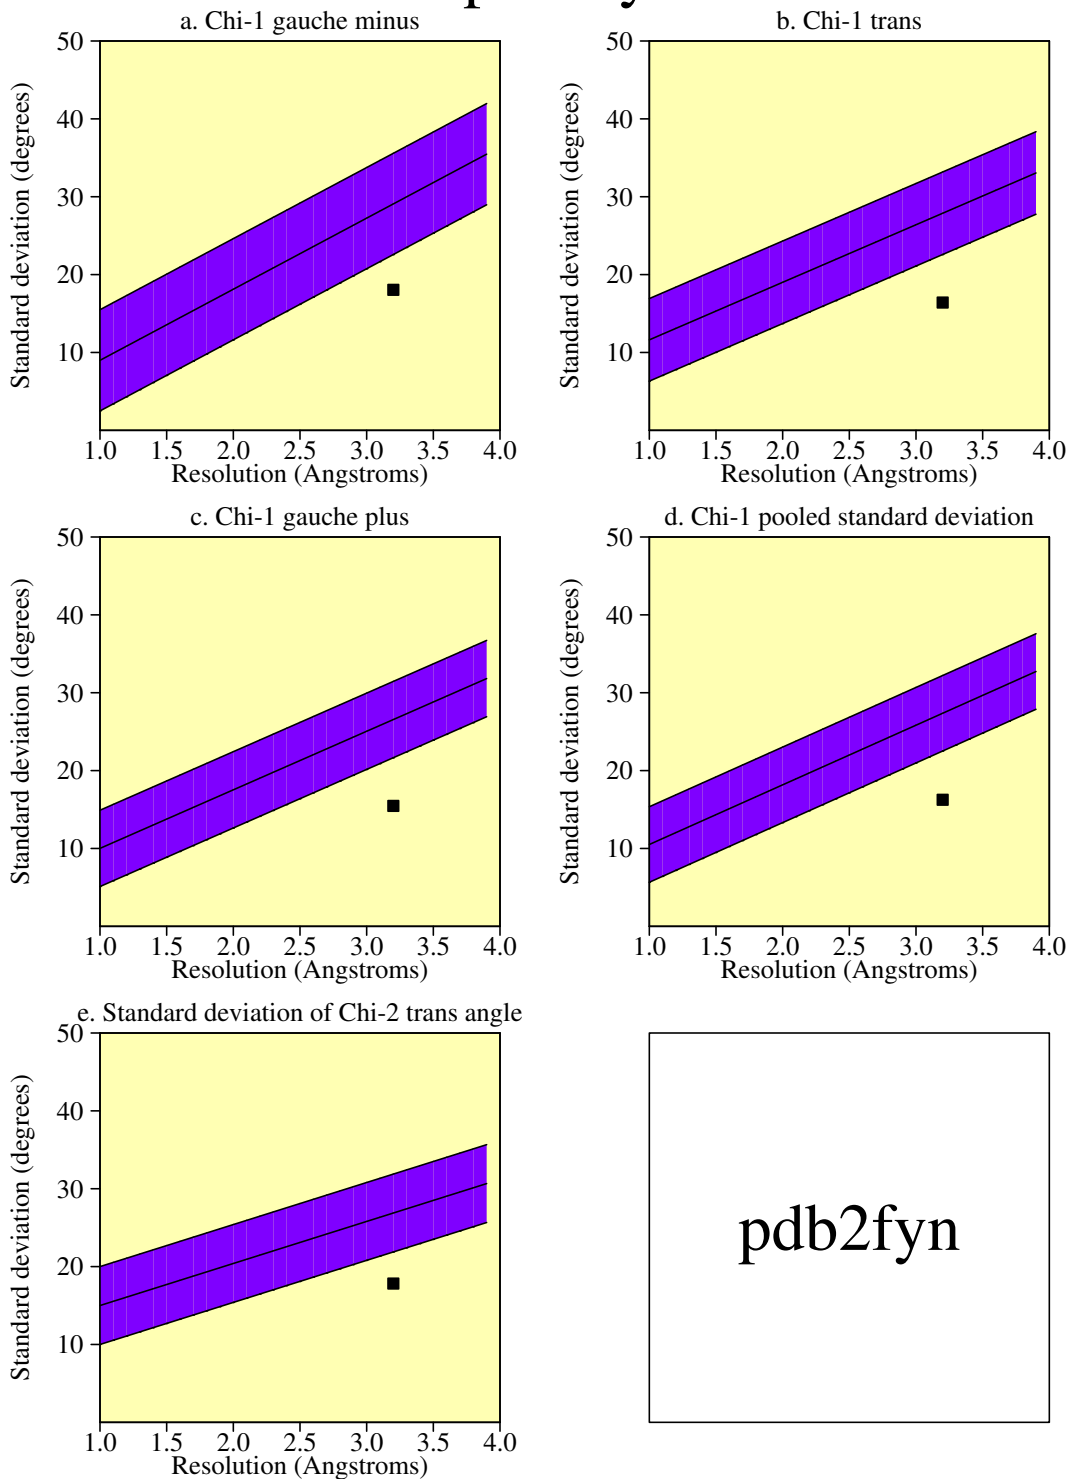 a. Chi-1 gauche minus
Standard deviation (degrees)
50
40
30
20
10
1.0 1.5 2.0 2.5 3.0 3.5 4.0
Resolution (Angstroms)
b. Chi-1 trans
Standard deviation (degrees)
50
40
30
20
10
1.0 1.5 2.0 2.5 3.0 3.5 4.0
Resolution (Angstroms)
c. Chi-1 gauche plus
Standard deviation (degrees)
50
40
30
20
10
1.0 1.5 2.0 2.5 3.0 3.5 4.0
Resolution (Angstroms)
d. Chi-1 pooled standard deviation
Standard deviation (degrees)
50
40
30
20
10
1.0 1.5 2.0 2.5 3.0 3.5 4.0
Resolution (Angstroms)
e. Standard deviation of Chi-2 trans angle
Standard deviation (degrees)
50
40
30
20
10
1.0 1.5 2.0 2.5 3.0 3.5 4.0
Resolution (Angstroms)
pdb2fyn